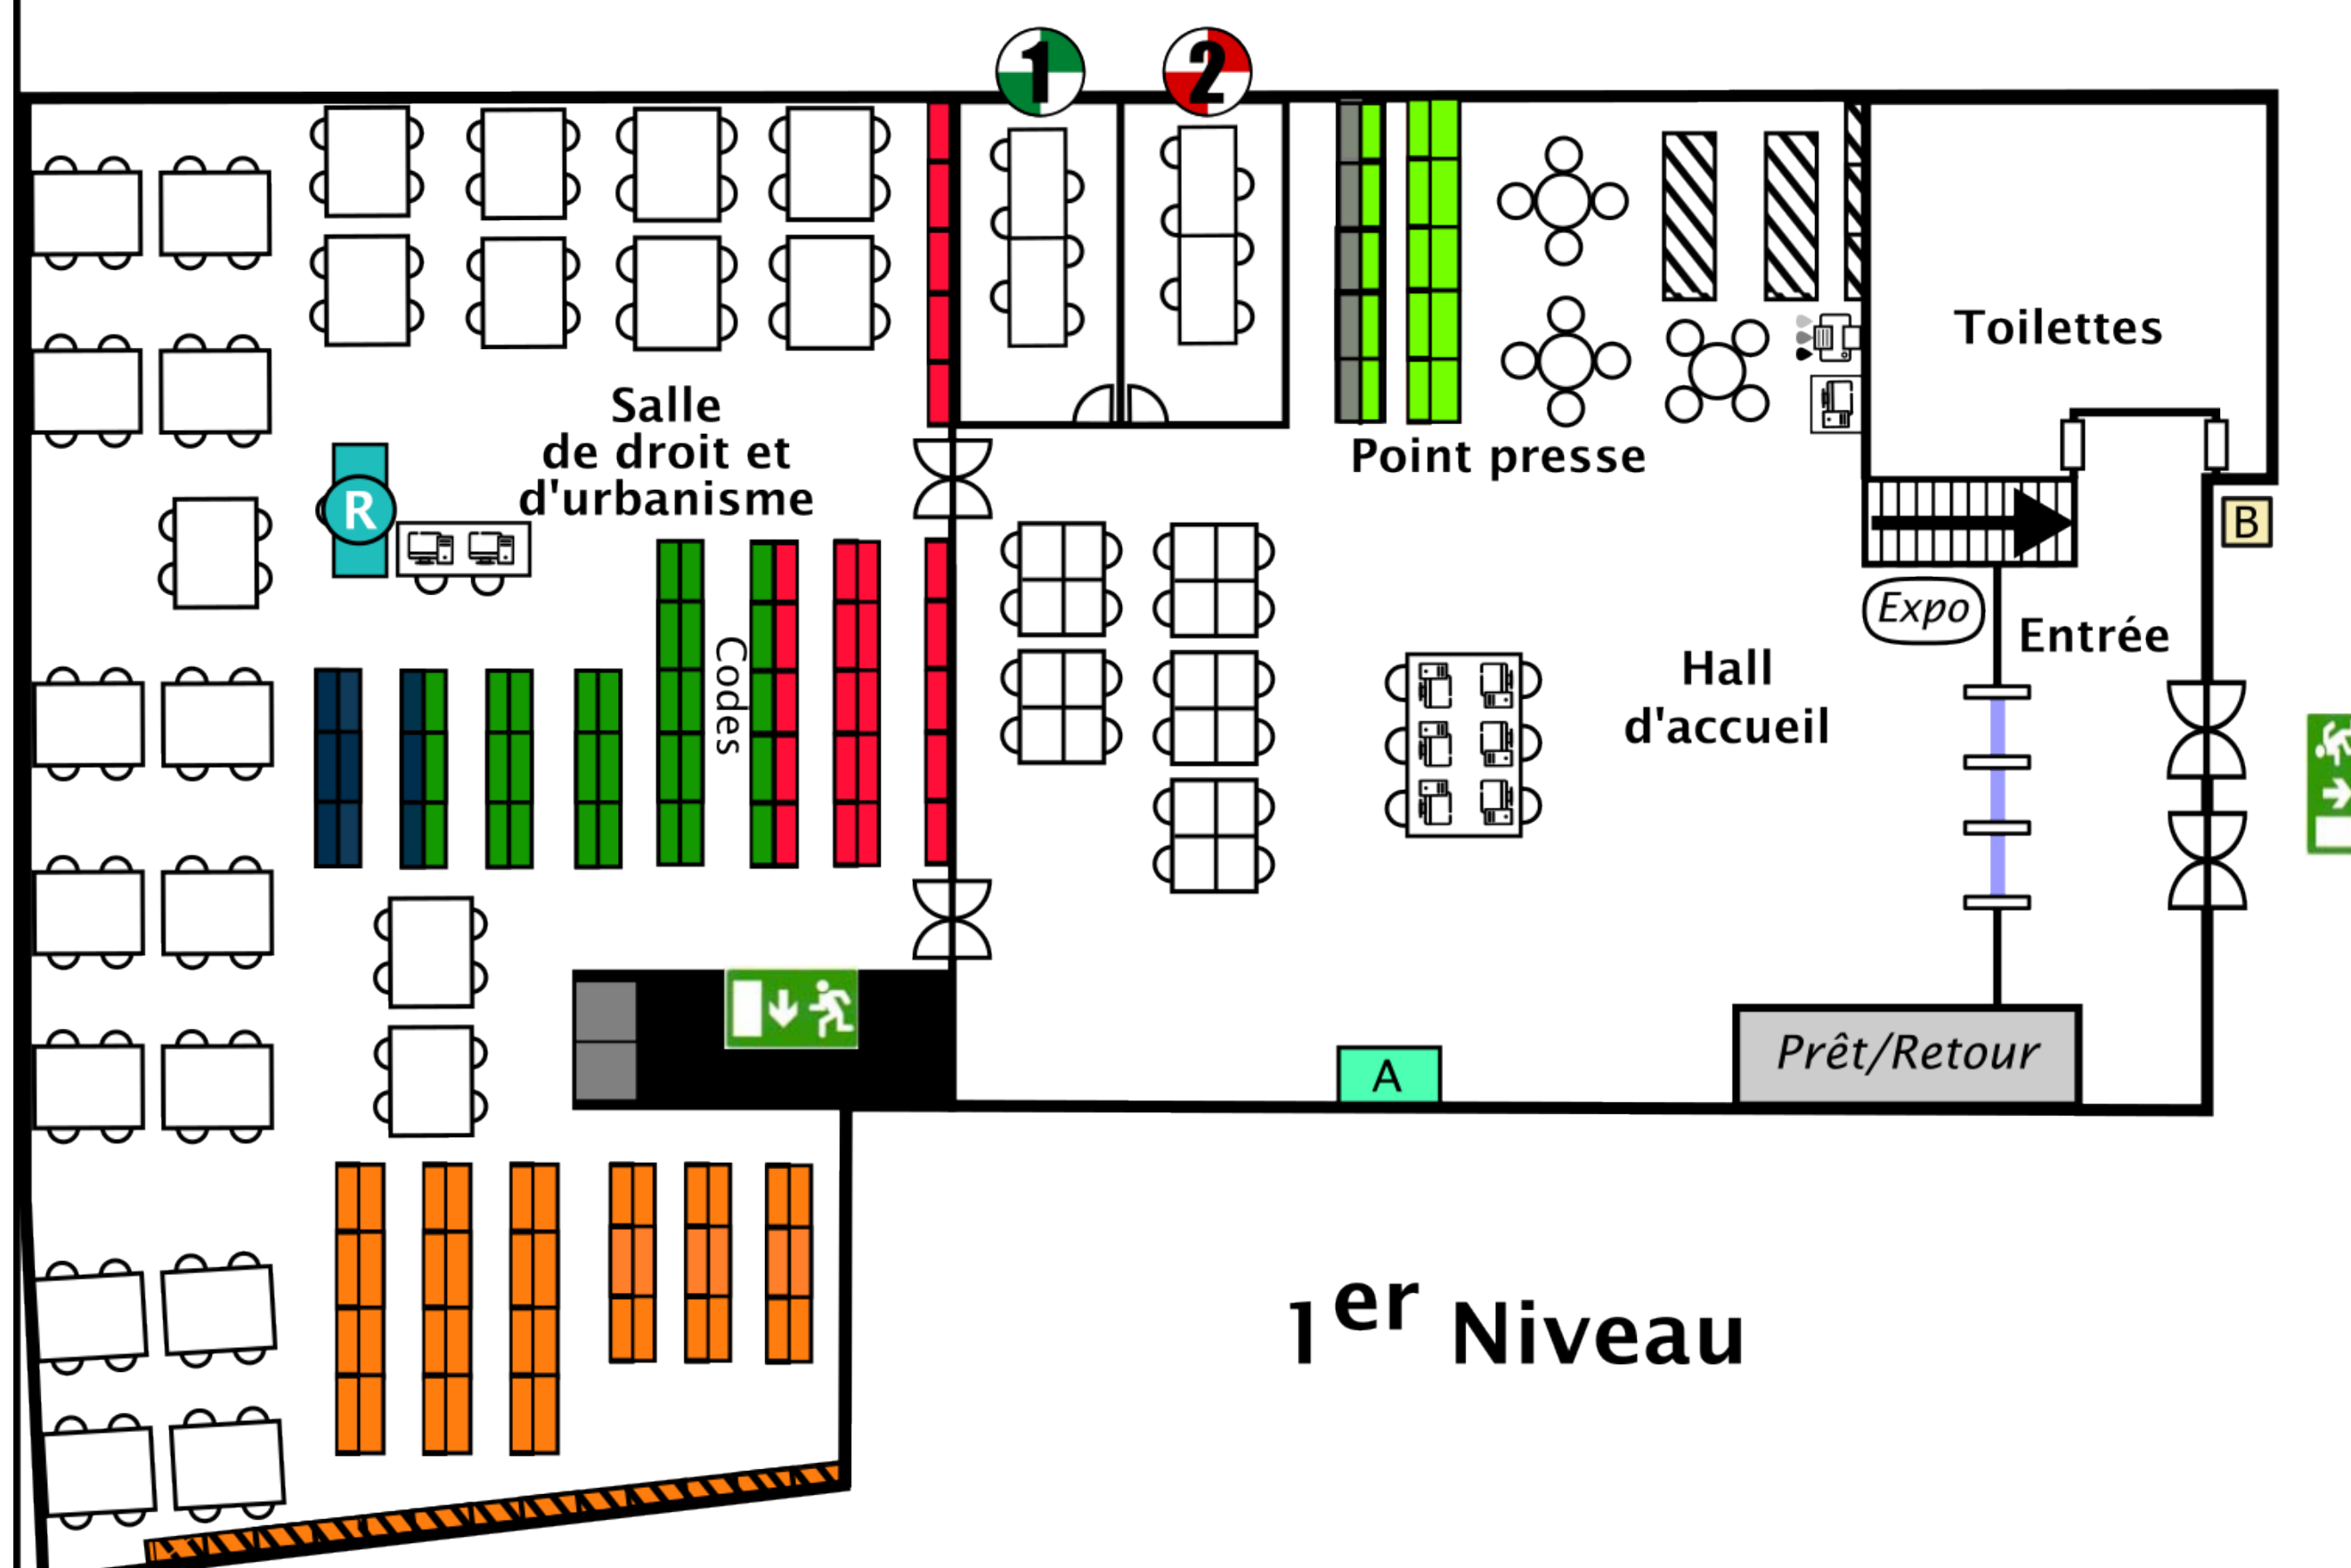 1
2
Toilettes
Salle
de droit et
d'urbanisme
Point presse
R
B
Expo
Entrée
Codes
Hall
d'accueil
A
Prêt/Retour
1er Niveau